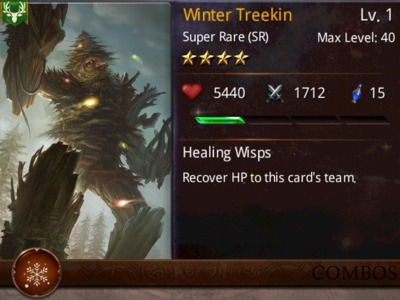 Winter Treekin Lv. 1
Super Rare (SR) Max Level: 40
5440 1712 15
Healing Wisps
Recover HP to this card's team.
COMBOS